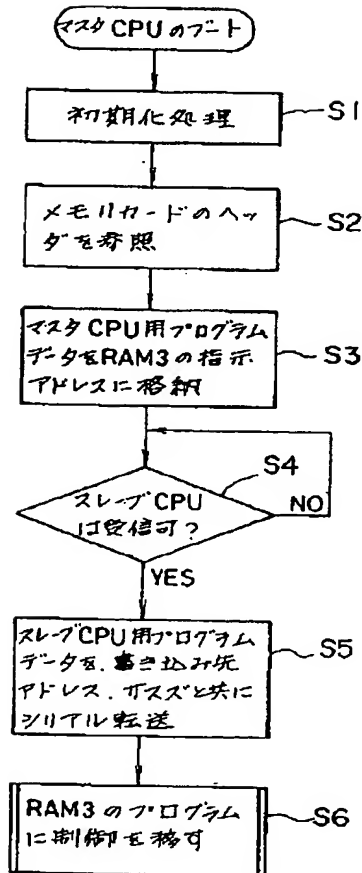 マスタCPUのブート
初期化処理
S1
メモリカードのヘッ
ダを参照
S2
マスタCPU用プログラム
データをRAM3の指示
アドレスに格納
S3
スレーブCPU
は受信可?
S4
NO
YES
スレーブCPU用プログラム
データを、書き込み先
アドレス、サイズと共に
シリアル転送
S5
RAM3のプログラム
に制御を移す
S6